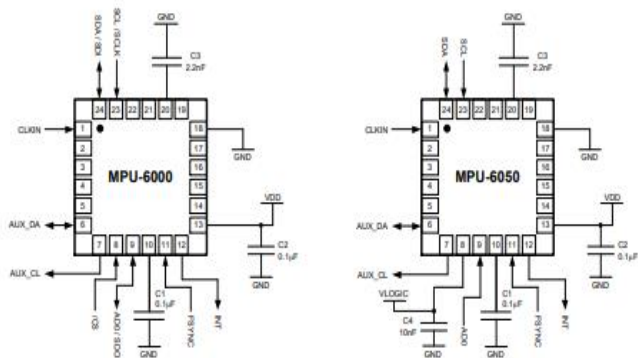 GND
SDA / SDI
SCL / SCLK
C3
2.2nF
24 23 22 21 20 19
CLKIN
1
2
3
4
5
6
18
17
16
15
14
13
GND
MPU-6000
VDD
AUX_DA
7 8 9 10 11 12
C2
0.1µF
GND
AUX_CL
/CS
AD0 / SDO
C1
0.1µF
GND
FSYNC
INT
GND
SDA
SCL
C3
2.2nF
24 23 22 21 20 19
CLKIN
1
2
3
4
5
6
18
17
16
15
14
13
GND
MPU-6050
VDD
AUX_DA
7 8 9 10 11 12
C2
0.1µF
GND
AUX_CL
VLOGIC
C4
10nF
GND
AD0
C1
0.1µF
GND
FSYNC
INT